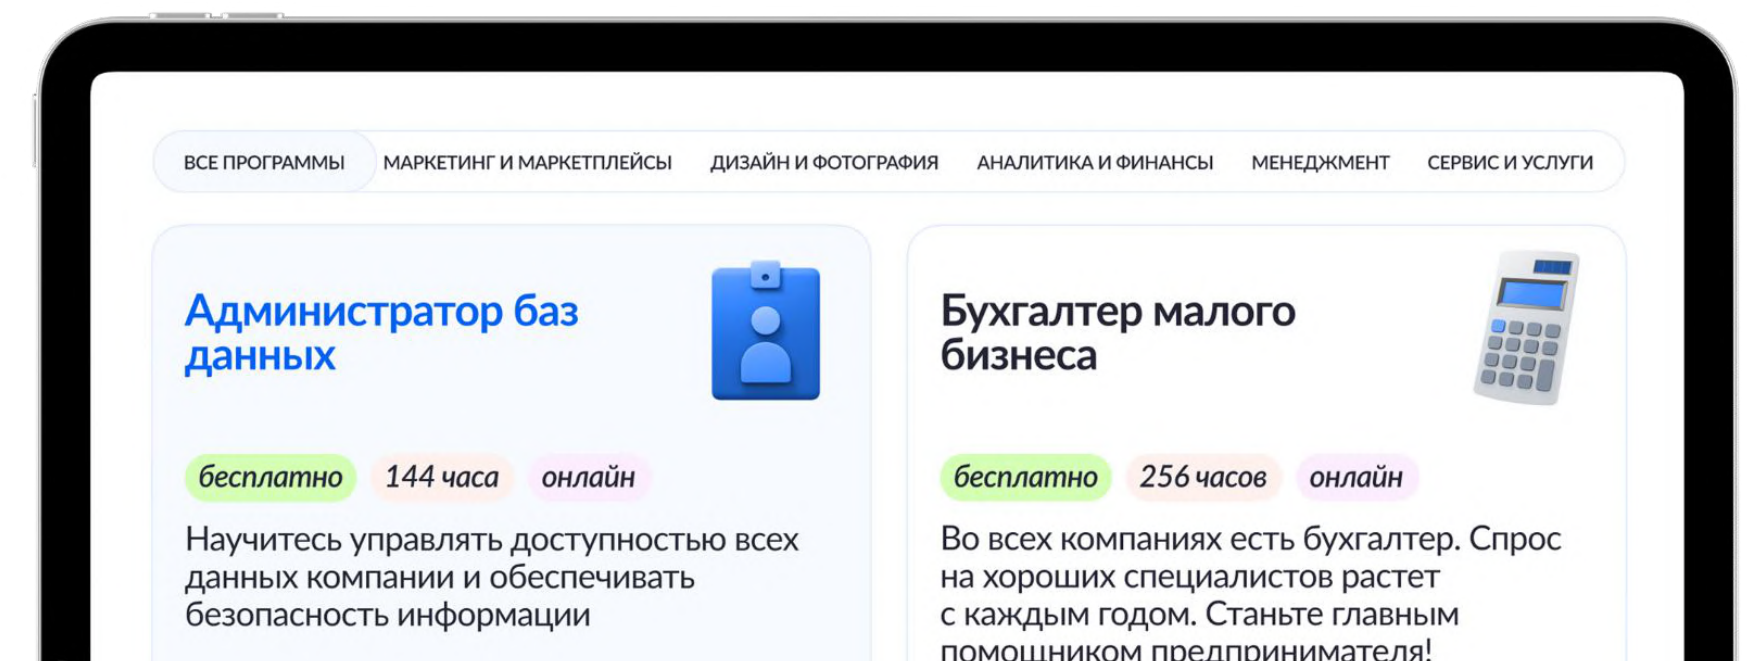 ВСЕ ПРОГРАММЫ МАРКЕТИНГ И МАРКЕТПЛЕЙСЫ ДИЗАЙН И ФОТОГРАФИЯ АНАЛИТИКА И ФИНАНСЫ МЕНЕДЖМЕНТ СЕРВИС И УСЛУГИ
Администратор баз
данных
бесплатно 144 часа онлайн
Научитесь управлять доступностью всех
данных компании и обеспечивать
безопасность информации
Бухгалтер малого
бизнеса
бесплатно 256 часов онлайн
Во всех компаниях есть бухгалтер. Спрос
на хороших специалистов растет
с каждым годом. Станьте главным
помощником предпринимателя!